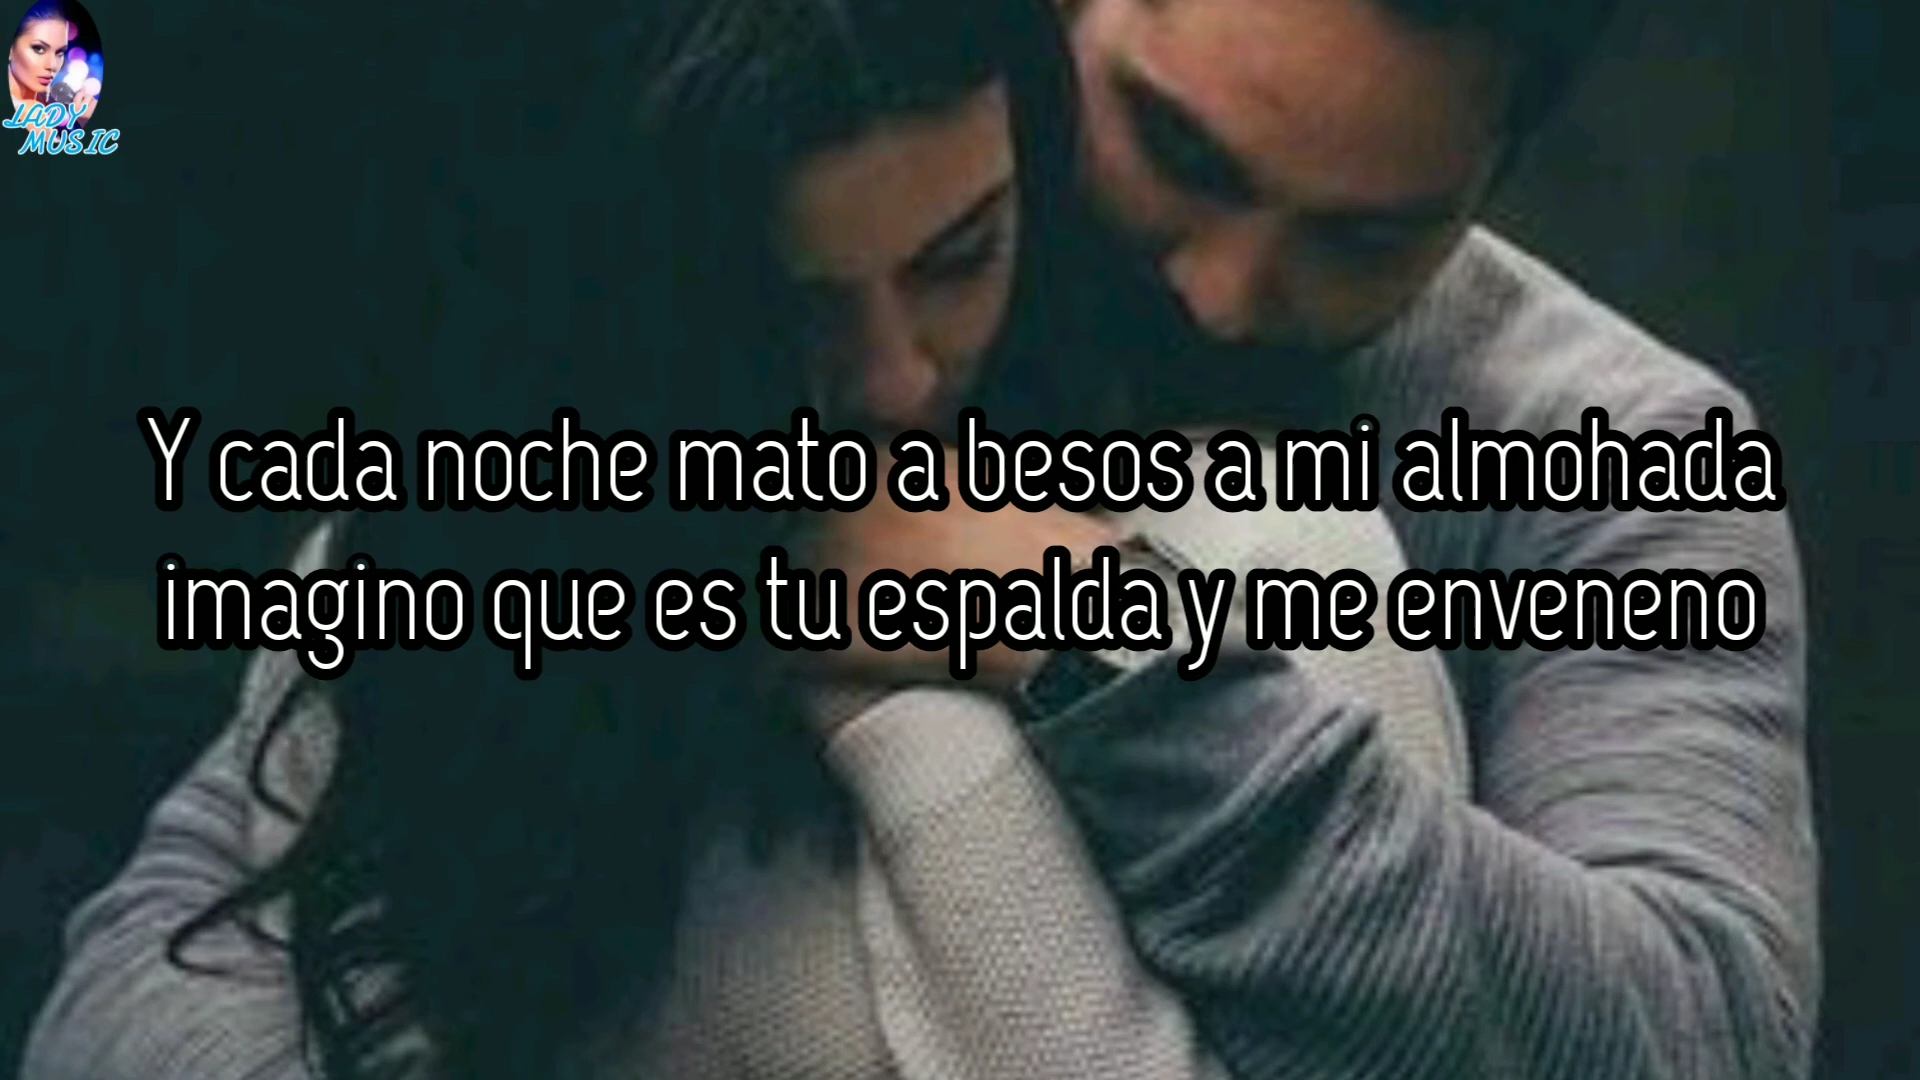 LADY
MUSIC
Y cada noche mato a besos a mi almohada
imagino que es tu espalda y me enveneno